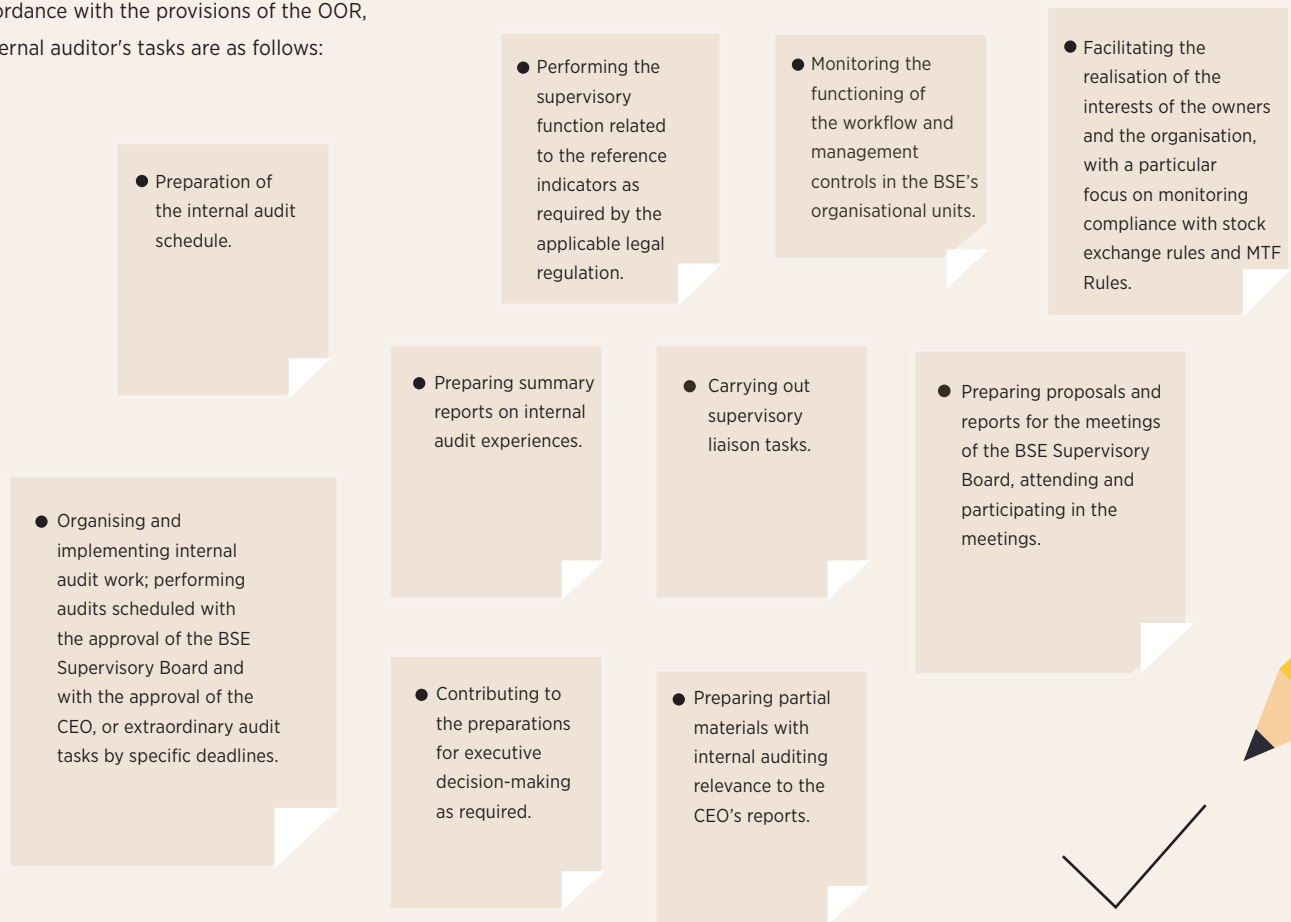 ordance with the provisions of the OOR,
ernal auditor's tasks are as follows:
● Preparation of
the internal audit
schedule.
● Performing the
supervisory
function related
to the reference
indicators as
required by the
applicable legal
regulation.
● Monitoring the
functioning of
the workflow and
management
controls in the BSE’s
organisational units.
● Facilitating the
realisation of the
interests of the owners
and the organisation,
with a particular
focus on monitoring
compliance with stock
exchange rules and MTF
Rules.
● Organising and
implementing internal
audit work; performing
audits scheduled with
the approval of the BSE
Supervisory Board and
with the approval of the
CEO, or extraordinary audit
tasks by specific deadlines.
● Preparing summary
reports on internal
audit experiences.
● Carrying out
supervisory
liaison tasks.
● Preparing proposals and
reports for the meetings
of the BSE Supervisory
Board, attending and
participating in the
meetings.
● Contributing to
the preparations
for executive
decision-making
as required.
● Preparing partial
materials with
internal auditing
relevance to the
CEO’s reports.